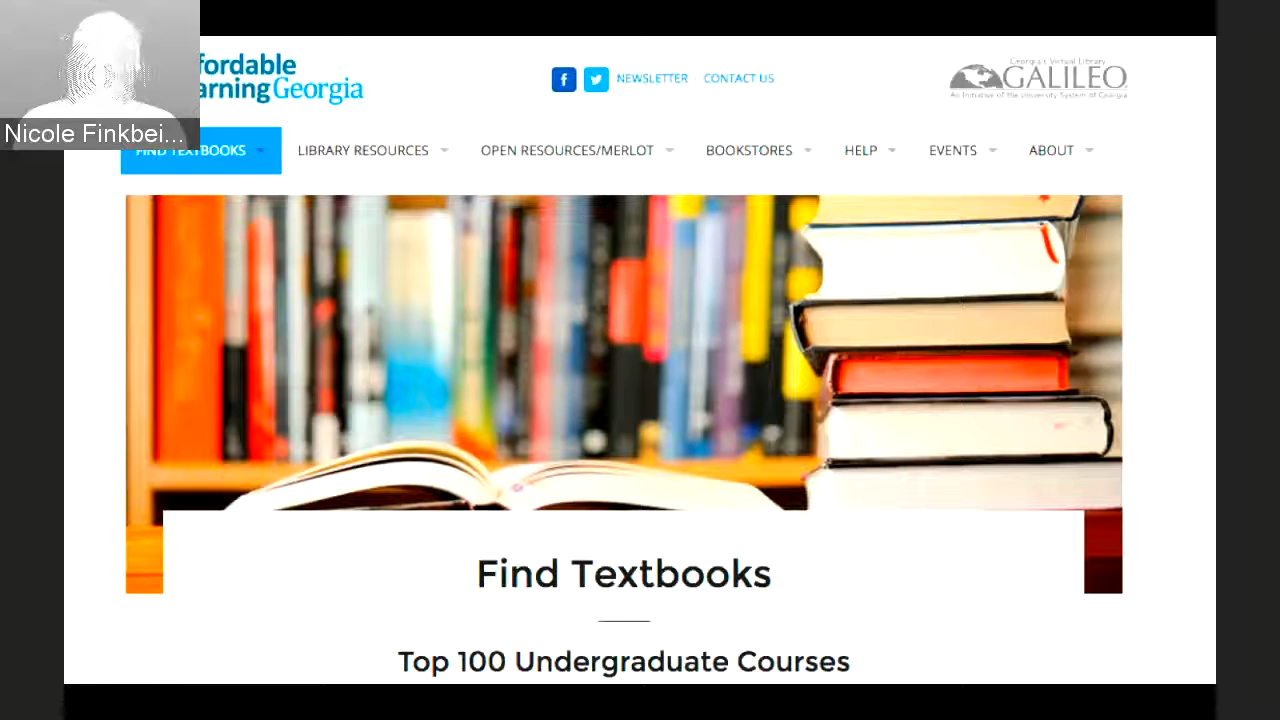 fordable
arning Georgia
NEWSLETTER CONTACT US
Georgia's Virtual Library
GALILEO
An Initiative of the University System of Georgia
Nicole Finkbei...
FIND TEXTBOOKS LIBRARY RESOURCES OPEN RESOURCES/MERLOT BOOKSTORES HELP EVENTS ABOUT
Find Textbooks
Top 100 Undergraduate Courses